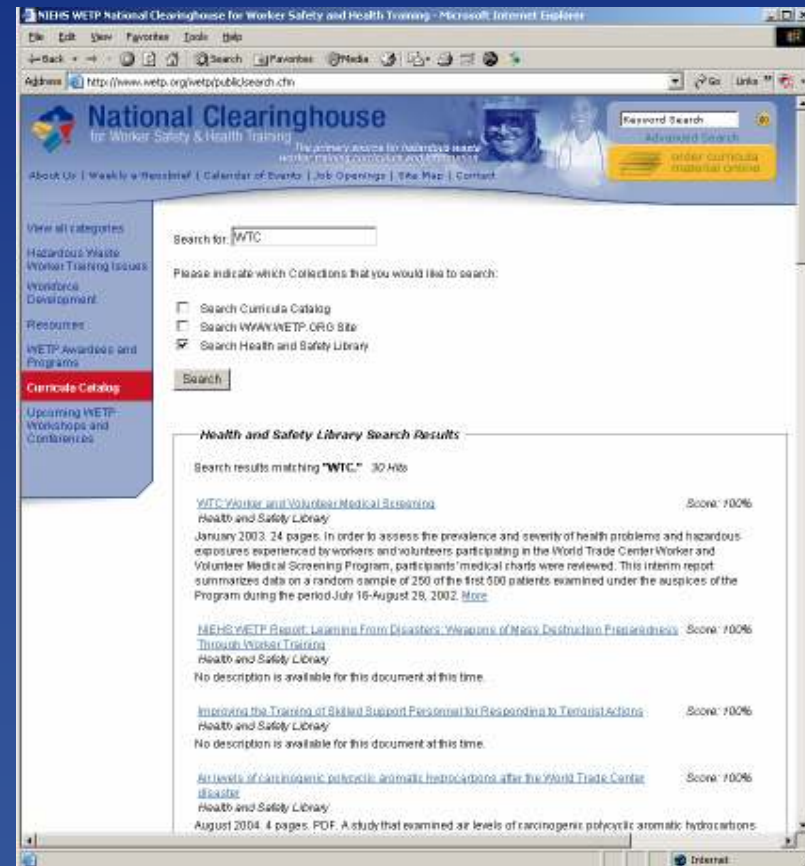 NIEHS WETP National Clearinghouse for Worker Safety and Health Training - Microsoft Internet Explorer
File Edit View Favorites Tools Help
Back Search Favorites Media
Address http://www.wetp.org/wetp/public/search.cfm Go Links
National Clearinghouse
for Worker Safety & Health Training
The primary source for hazardous waste
worker training curriculum and information
Keyword Search
Advanced Search
order curricula
material online
About Us | Weekly e-Newsbrief | Calendar of Events | Job Openings | Site Map | Contact
View all categories
Hazardous Waste
Worker Training Issues
Workforce
Development
Resources
WETP Awardees and
Programs
Curricula Catalog
Upcoming WETP
Workshops and
Conferences
Search for: WTC
Please indicate which Collections that you would like to search:
Search Curricula Catalog
Search WWW.WETP.ORG Site
Search Health and Safety Library
Search
Health and Safety Library Search Results
Search results matching "WTC." 30 Hits
WTC Worker and Volunteer Medical Screening Score: 100%
Health and Safety Library
January 2003. 24 pages. In order to assess the prevalence and severity of health problems and hazardous
exposures experienced by workers and volunteers participating in the World Trade Center Worker and
Volunteer Medical Screening Program, participants' medical charts were reviewed. This interim report
summarizes data on a random sample of 250 of the first 500 patients examined under the auspices of the
Program during the period July 16-August 29, 2002. More
NIEHS WETP Report: Learning From Disasters: Weapons of Mass Destruction Preparedness Score: 100%
Through Worker Training
Health and Safety Library
No description is available for this document at this time.
Improving the Training of Skilled Support Personnel for Responding to Terrorist Actions Score: 100%
Health and Safety Library
No description is available for this document at this time.
Air levels of carcinogenic polycyclic aromatic hydrocarbons after the World Trade Center Score: 100%
disaster
Health and Safety Library
August 2004. 4 pages. PDF. A study that examined air levels of carcinogenic polycyclic aromatic hydrocarbons
Internet